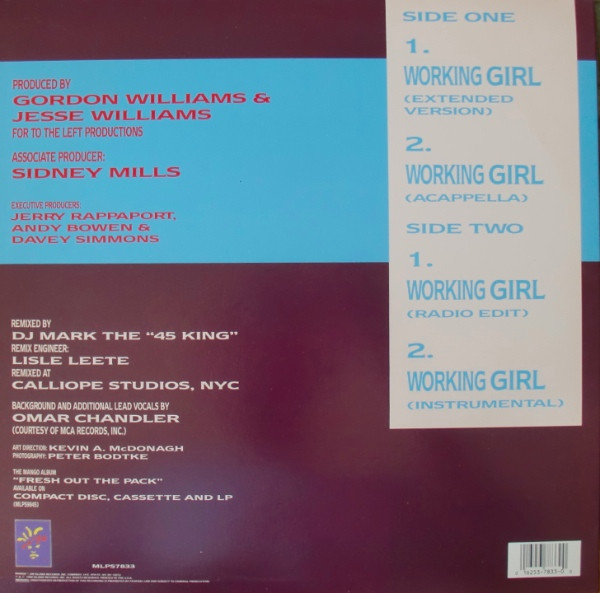 PRODUCED BY
GORDON WILLIAMS &
JESSE WILLIAMS
FOR TO THE LEFT PRODUCTIONS
ASSOCIATE PRODUCER:
SIDNEY MILLS
EXECUTIVE PRODUCERS:
JERRY RAPPAPORT,
ANDY BOWEN &
DAVEY SIMMONS
REMIXED BY
DJ MARK THE "45 KING"
REMIX ENGINEER:
LISLE LEETE
REMIXED AT
CALLIOPE STUDIOS, NYC
BACKGROUND AND ADDITIONAL LEAD VOCALS BY
OMAR CHANDLER
(COURTESY OF MCA RECORDS, INC.)
ART DIRECTION: KEVIN A. McDONAGH
PHOTOGRAPHY: PETER BODTKE
THE MANGO ALBUM
"FRESH OUT THE PACK"
AVAILABLE ON
COMPACT DISC, CASSETTE AND LP
MLPS7833
SIDE ONE
1.
WORKING GIRL
(EXTENDED
VERSION)
2.
WORKING GIRL
(ACAPPELLA)
SIDE TWO
1.
WORKING GIRL
(RADIO EDIT)
2.
WORKING GIRL
(INSTRUMENTAL)